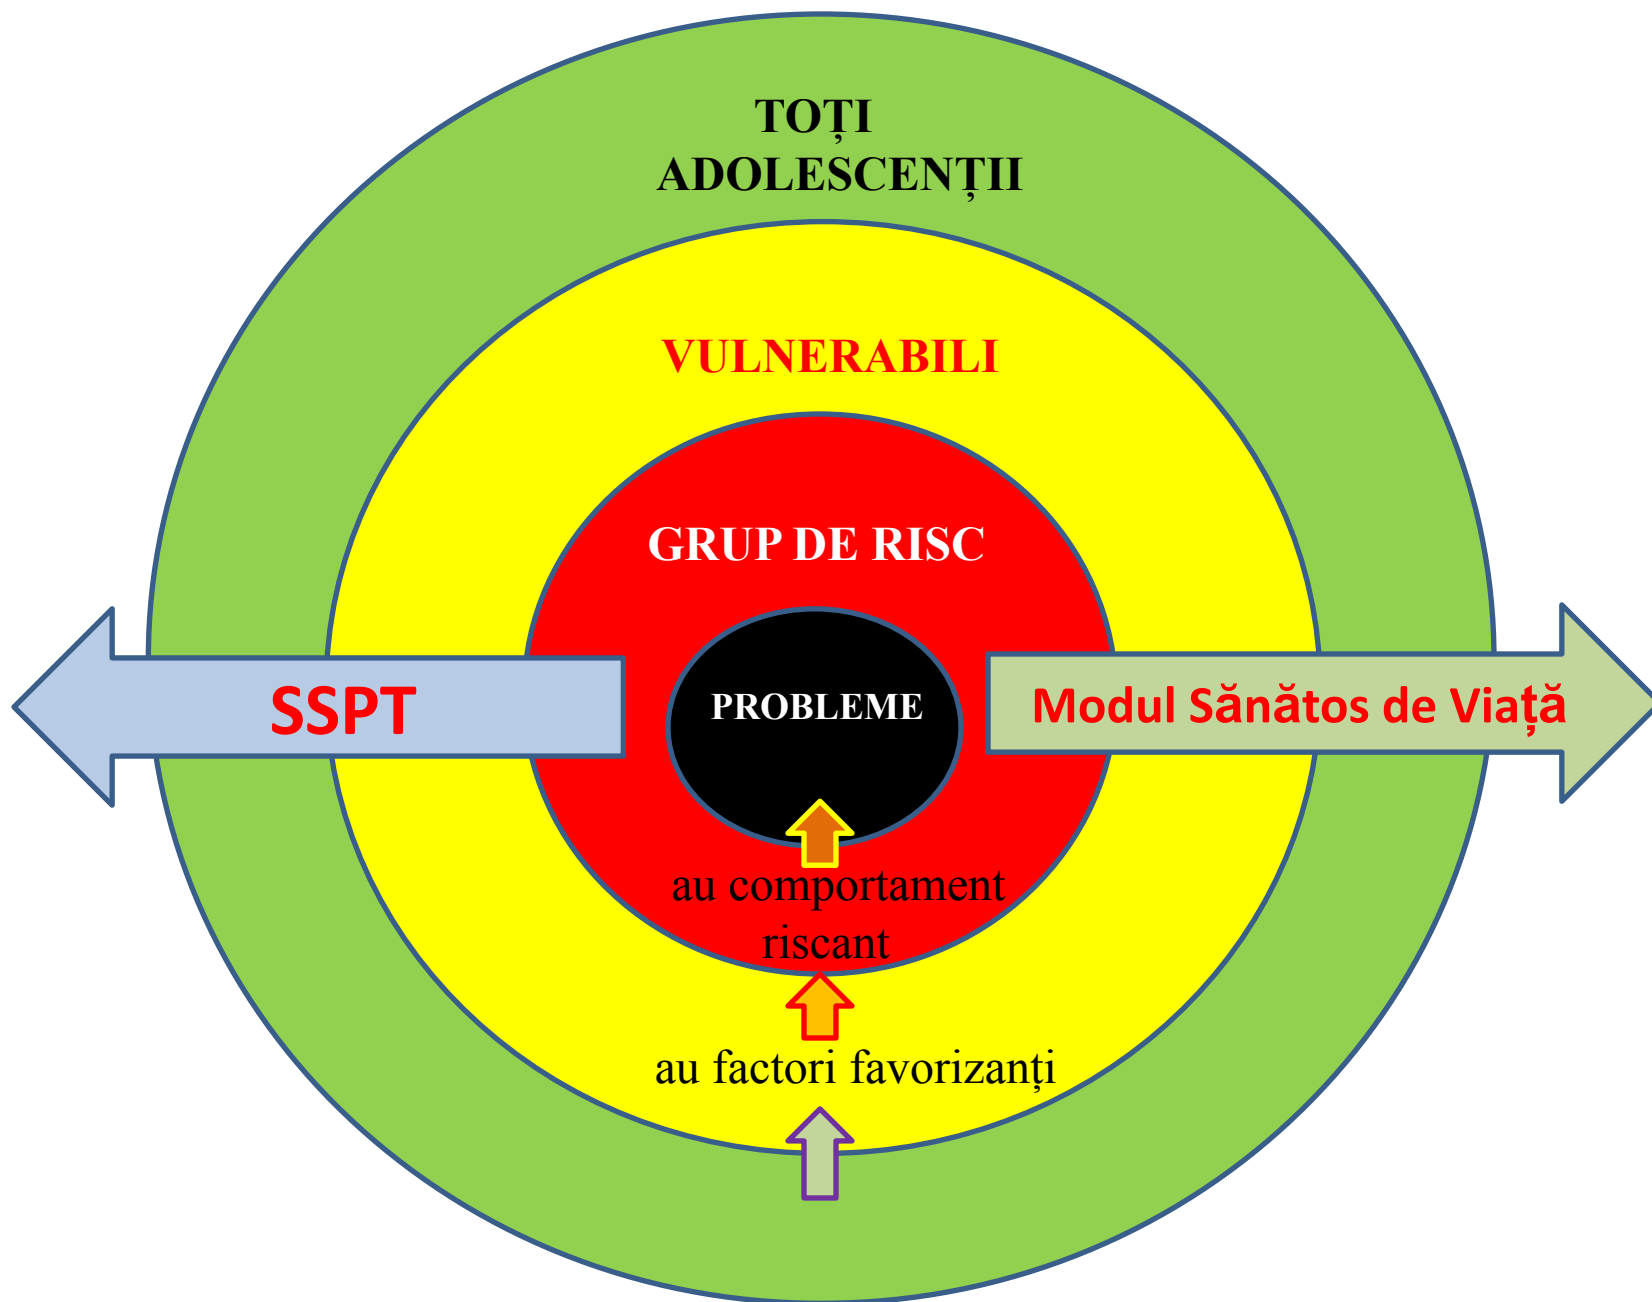 TOȚI
ADOLESCENȚII
VULNERABILI
GRUP DE RISC
SSPT
PROBLEME
Modul Sănătos de Viață
au comportament
riscant
au factori favorizanți